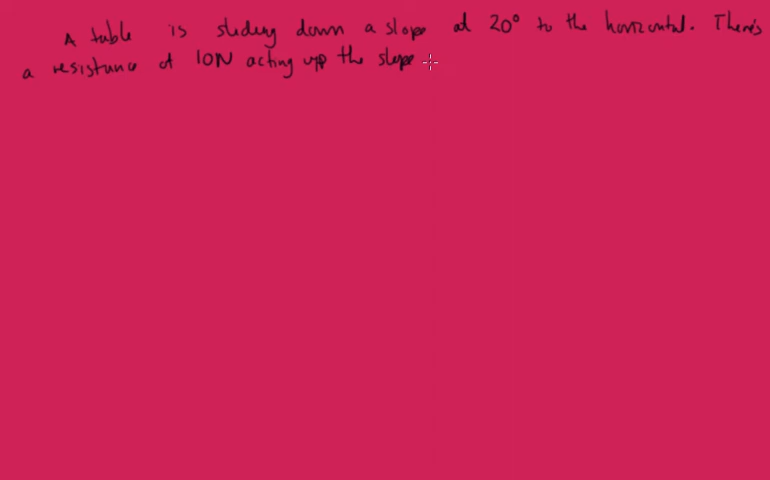 A table is sliding down a slope at 20° to the horizontal. There's
a resistance of 10N acting up the slope